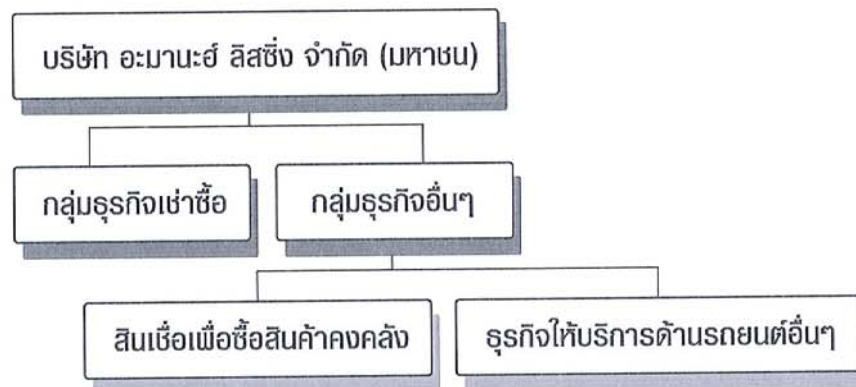 บริษัท อะมานะฮ์ ลิสซิ่ง จำกัด (มหาชน)
กลุ่มธุรกิจเช่าซื้อ
กลุ่มธุรกิจอื่นๆ
สินเชื่อเพื่อซื้อสินค้าคงคลัง
ธุรกิจให้บริการด้านรถยนต์อื่นๆ